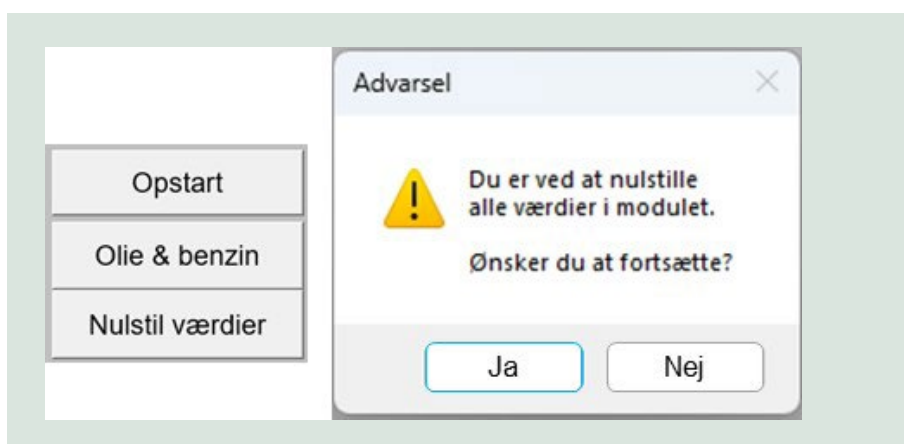 Opstart
Olie & benzin
Nulstil værdier
Advarsel
Du er ved at nulstille
alle værdier i modulet.
Ønsker du at fortsætte?
Ja
Nej